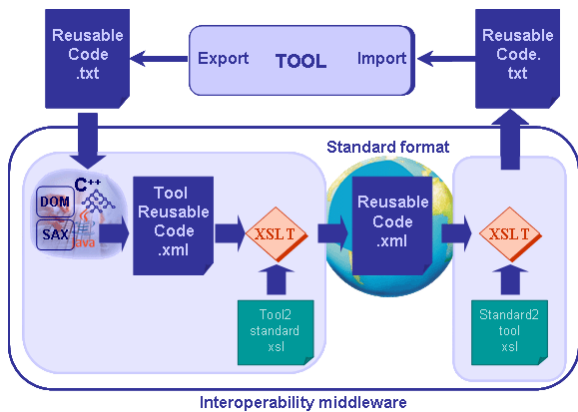 Reusable
Code
.txt
Export
TOOL
Import
Reusable
Code.
txt
Standard format
C++
DOM
SAX
Java
Tool
Reusable
Code
.xml
XSLT
Reusable
Code
.xml
XSLT
Tool2
standard
xsl
Standard2
tool
xsl
Interoperability middleware